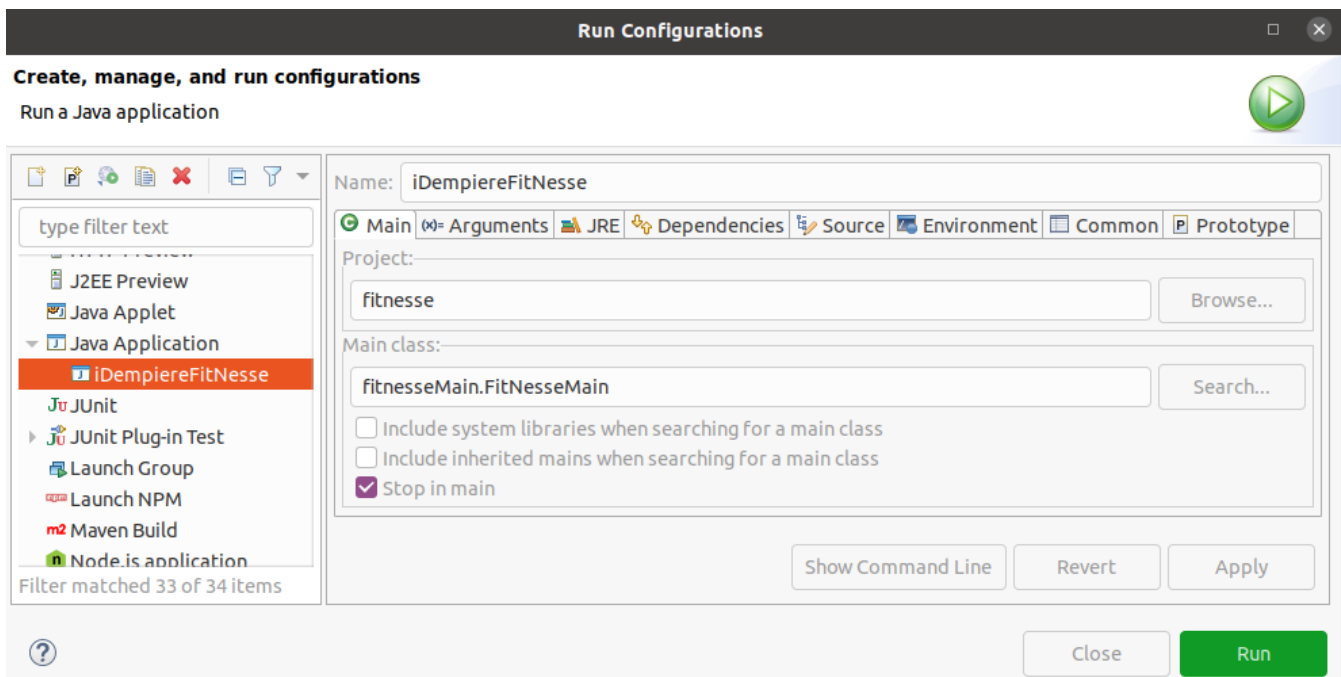 Run Configurations
Create, manage, and run configurations
Run a Java application
type filter text
J2EE Preview
Java Applet
Java Application
iDempiereFitNesse
JUnit
JUnit Plug-in Test
Launch Group
Launch NPM
Maven Build
Node.js application
Filter matched 33 of 34 items
Name: iDempiereFitNesse
Main (x)= Arguments JRE Dependencies Source Environment Common Prototype
Project:
fitnesse Browse...
Main class:
fitnesseMain.FitNesseMain Search...
Include system libraries when searching for a main class
Include inherited mains when searching for a main class
Stop in main
Show Command Line Revert Apply
Close Run